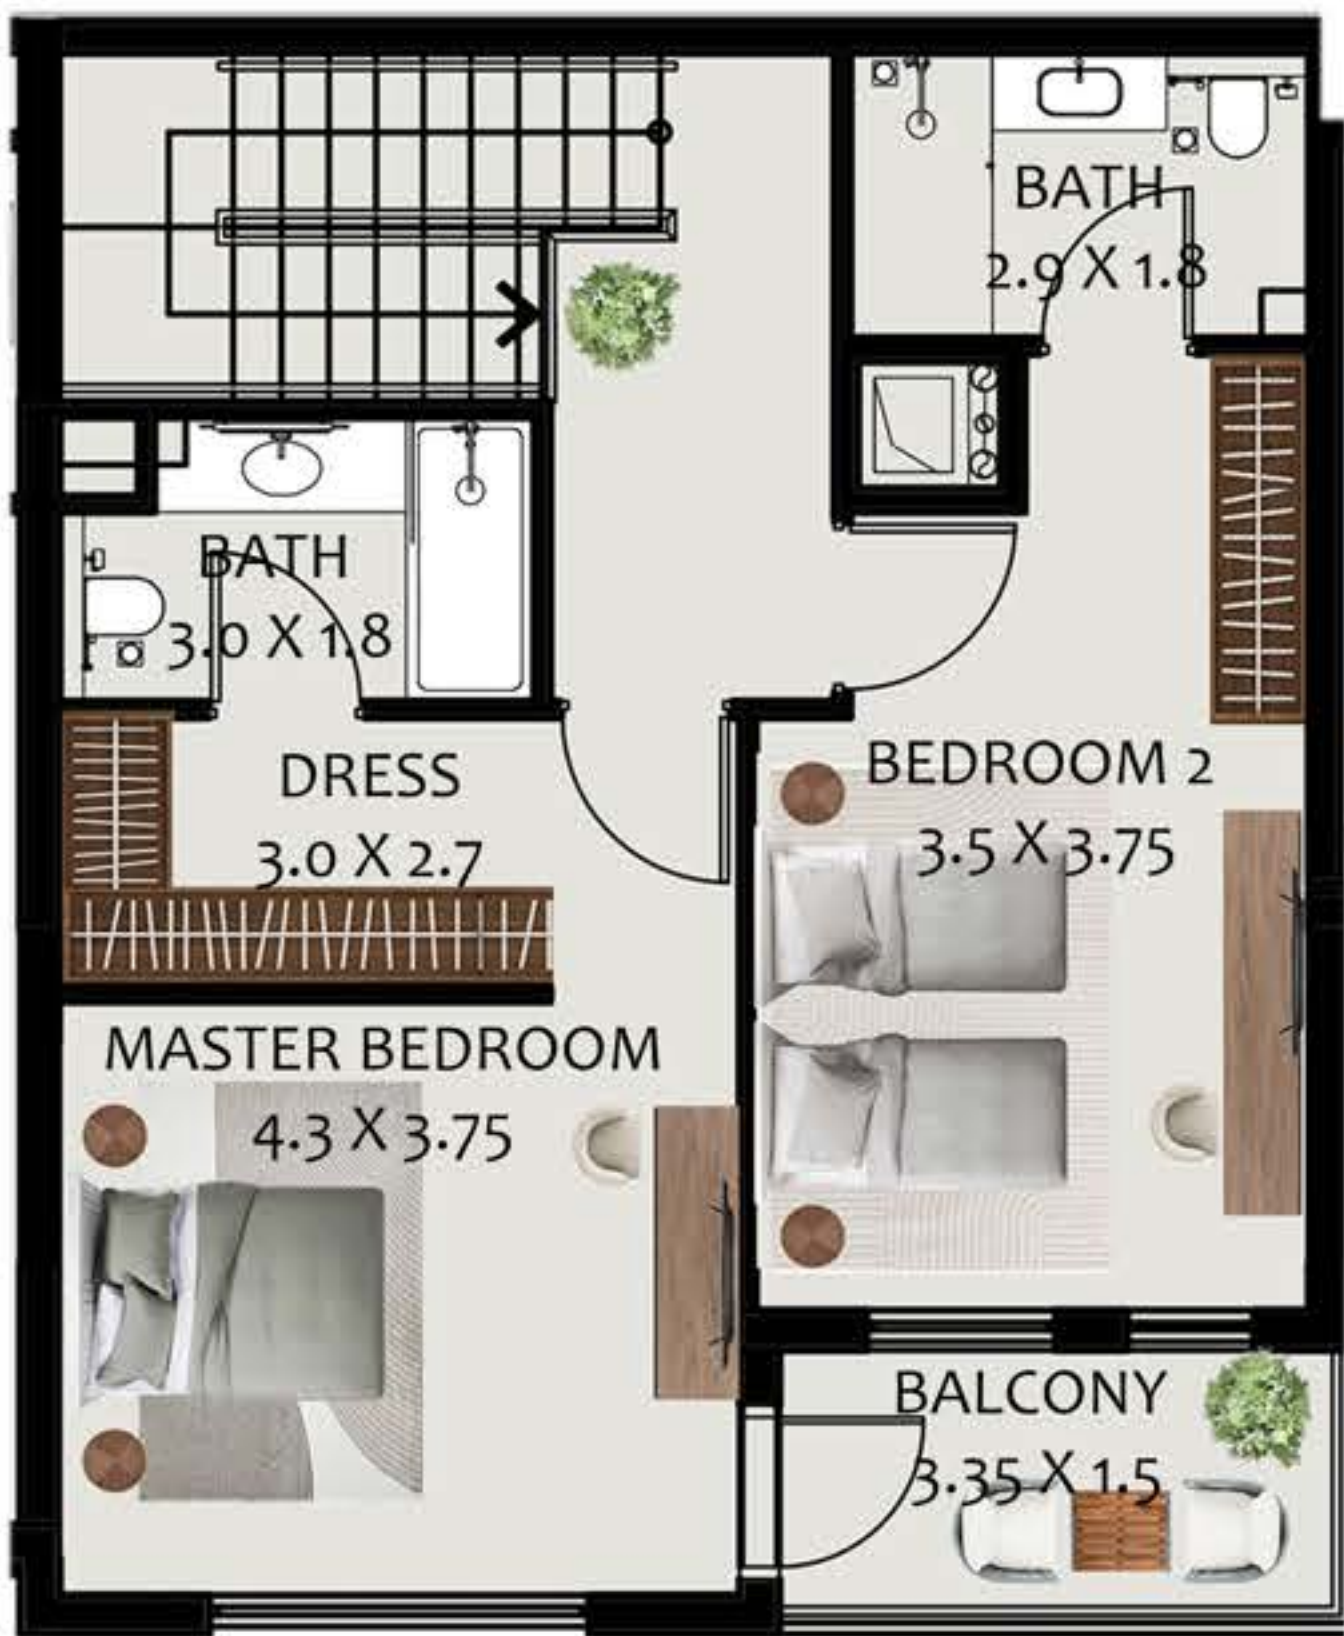 BATH
2.9 X 1.8
BATH
3.0 X 1.8
DRESS
3.0 X 2.7
BEDROOM 2
3.5 X 3.75
MASTER BEDROOM
4.3 X 3.75
BALCONY
3.35 X 1.5